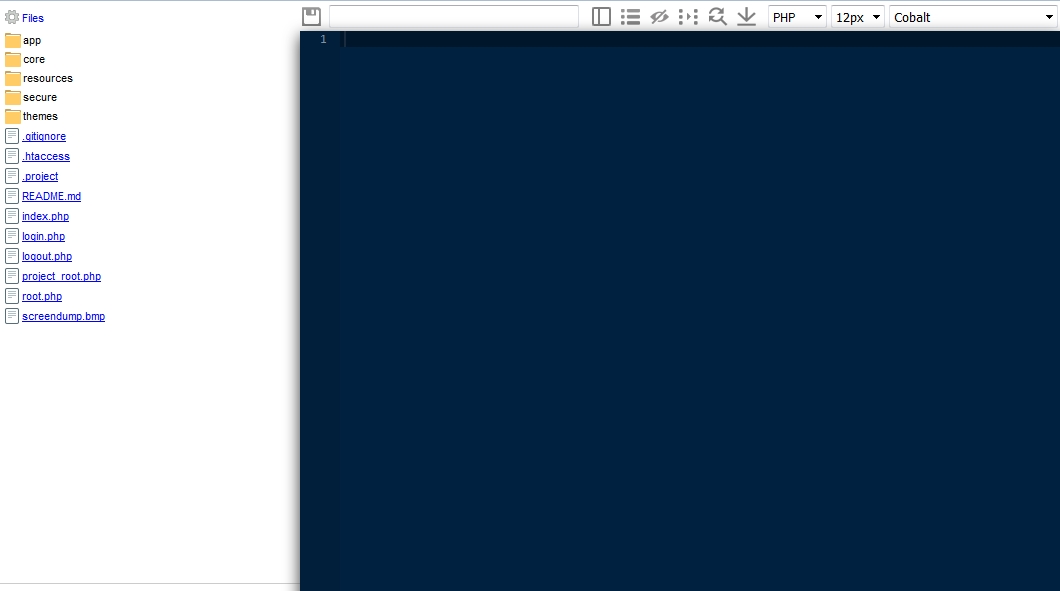 Files
PHP 12px Cobalt
app
core
resources
secure
themes
.gitignore
.htaccess
.project
README.md
index.php
login.php
logout.php
project_root.php
root.php
screendump.bmp
1